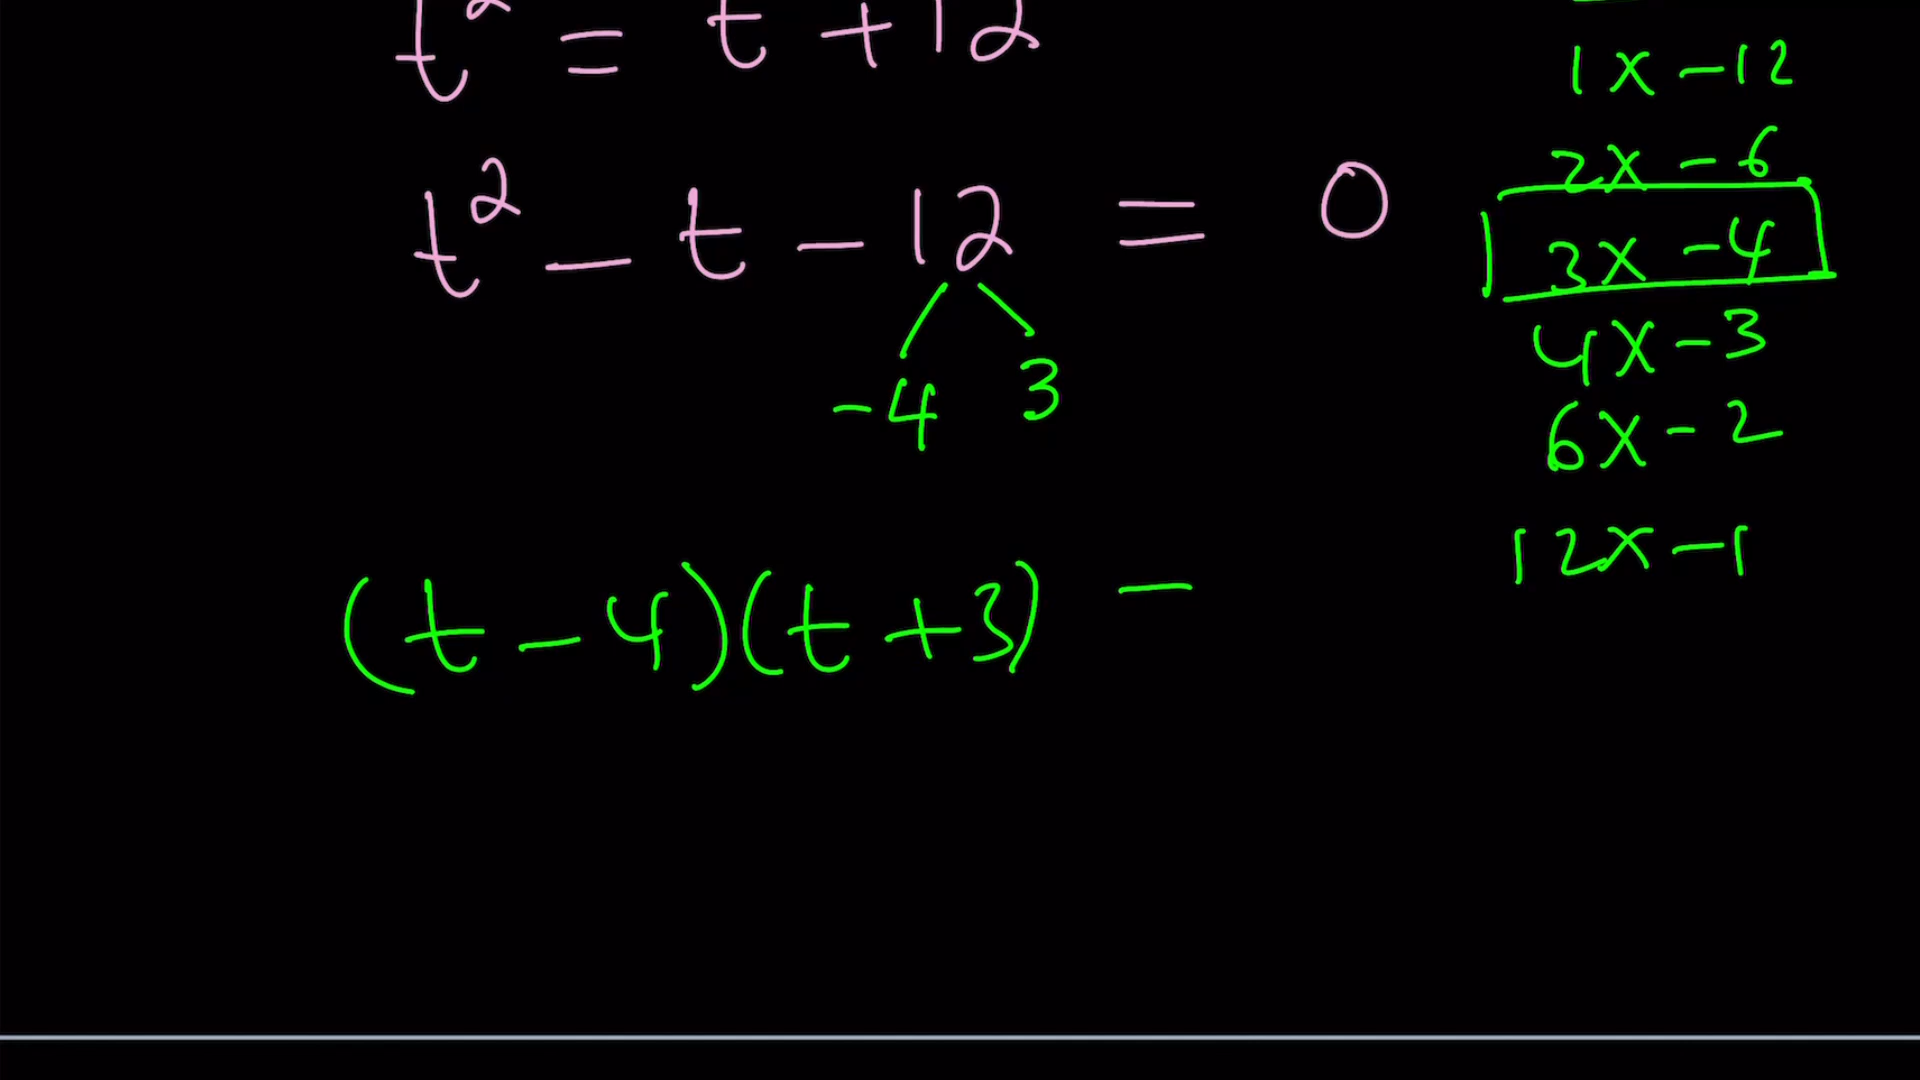 t² = t + 12
t² - t - 12 = 0
-4 3
(t - 4)(t + 3) -
1x - 12
2x - 6
3x - 4
4x - 3
6x - 2
12x - 1